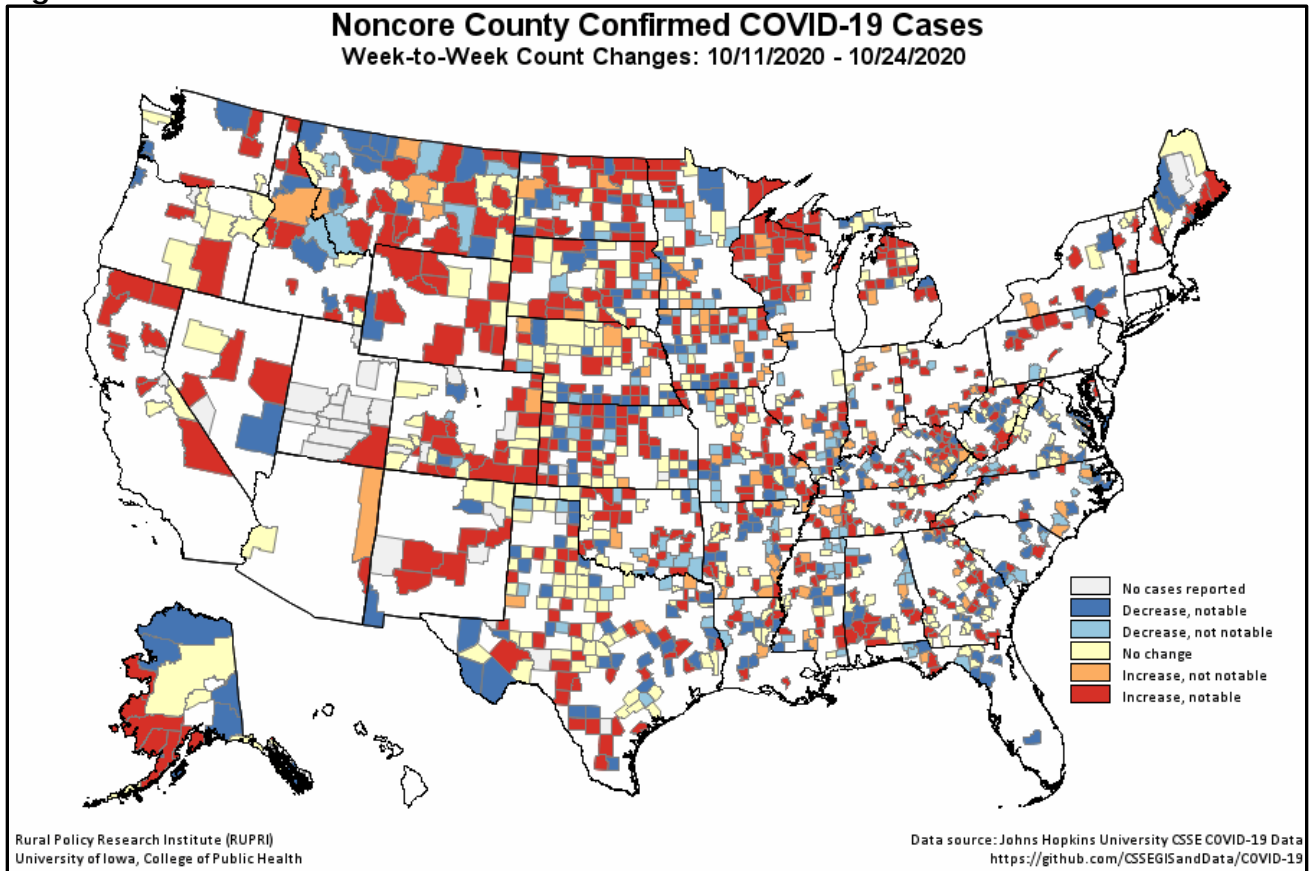 Noncore County Confirmed COVID-19 Cases
Week-to-Week Count Changes: 10/11/2020 - 10/24/2020
No cases reported
Decrease, notable
Decrease, not notable
No change
Increase, not notable
Increase, notable
Rural Policy Research Institute (RUPRI)
University of Iowa, College of Public Health
Data source: Johns Hopkins University CSSE COVID-19 Data
https://github.com/CSSEGISandData/COVID-19